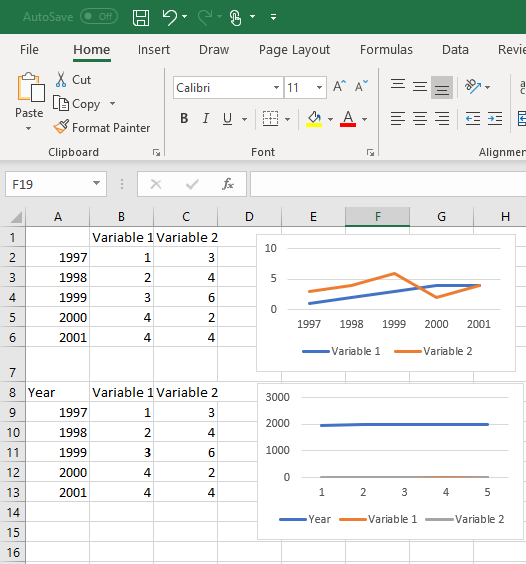 AutoSave Off
File Home Insert Draw Page Layout Formulas Data Revie
Cut
Copy
Paste
Format Painter
Clipboard
Calibri 11 A A
B I U A
Font
Alignmen
F19 fx
A B C D E F G H
1 Variable 1 Variable 2
2 1997 1 3
3 1998 2 4
4 1999 3 6
5 2000 4 2
6 2001 4 4
7
8 Year Variable 1 Variable 2
9 1997 1 3
10 1998 2 4
11 1999 3 6
12 2000 4 2
13 2001 4 4
14
15
16
10
5
0
1997 1998 1999 2000 2001
Variable 1 Variable 2
3000
2000
1000
0
1 2 3 4 5
Year Variable 1 Variable 2